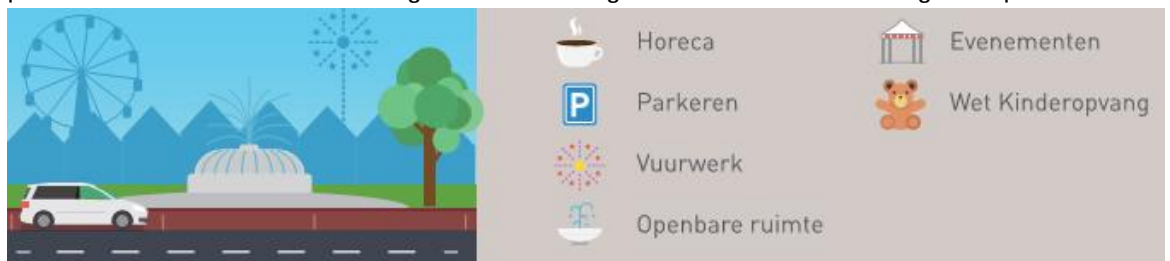 Horeca
Parkeren
Vuurwerk
Openbare ruimte
Evenementen
Wet Kinderopvang
P